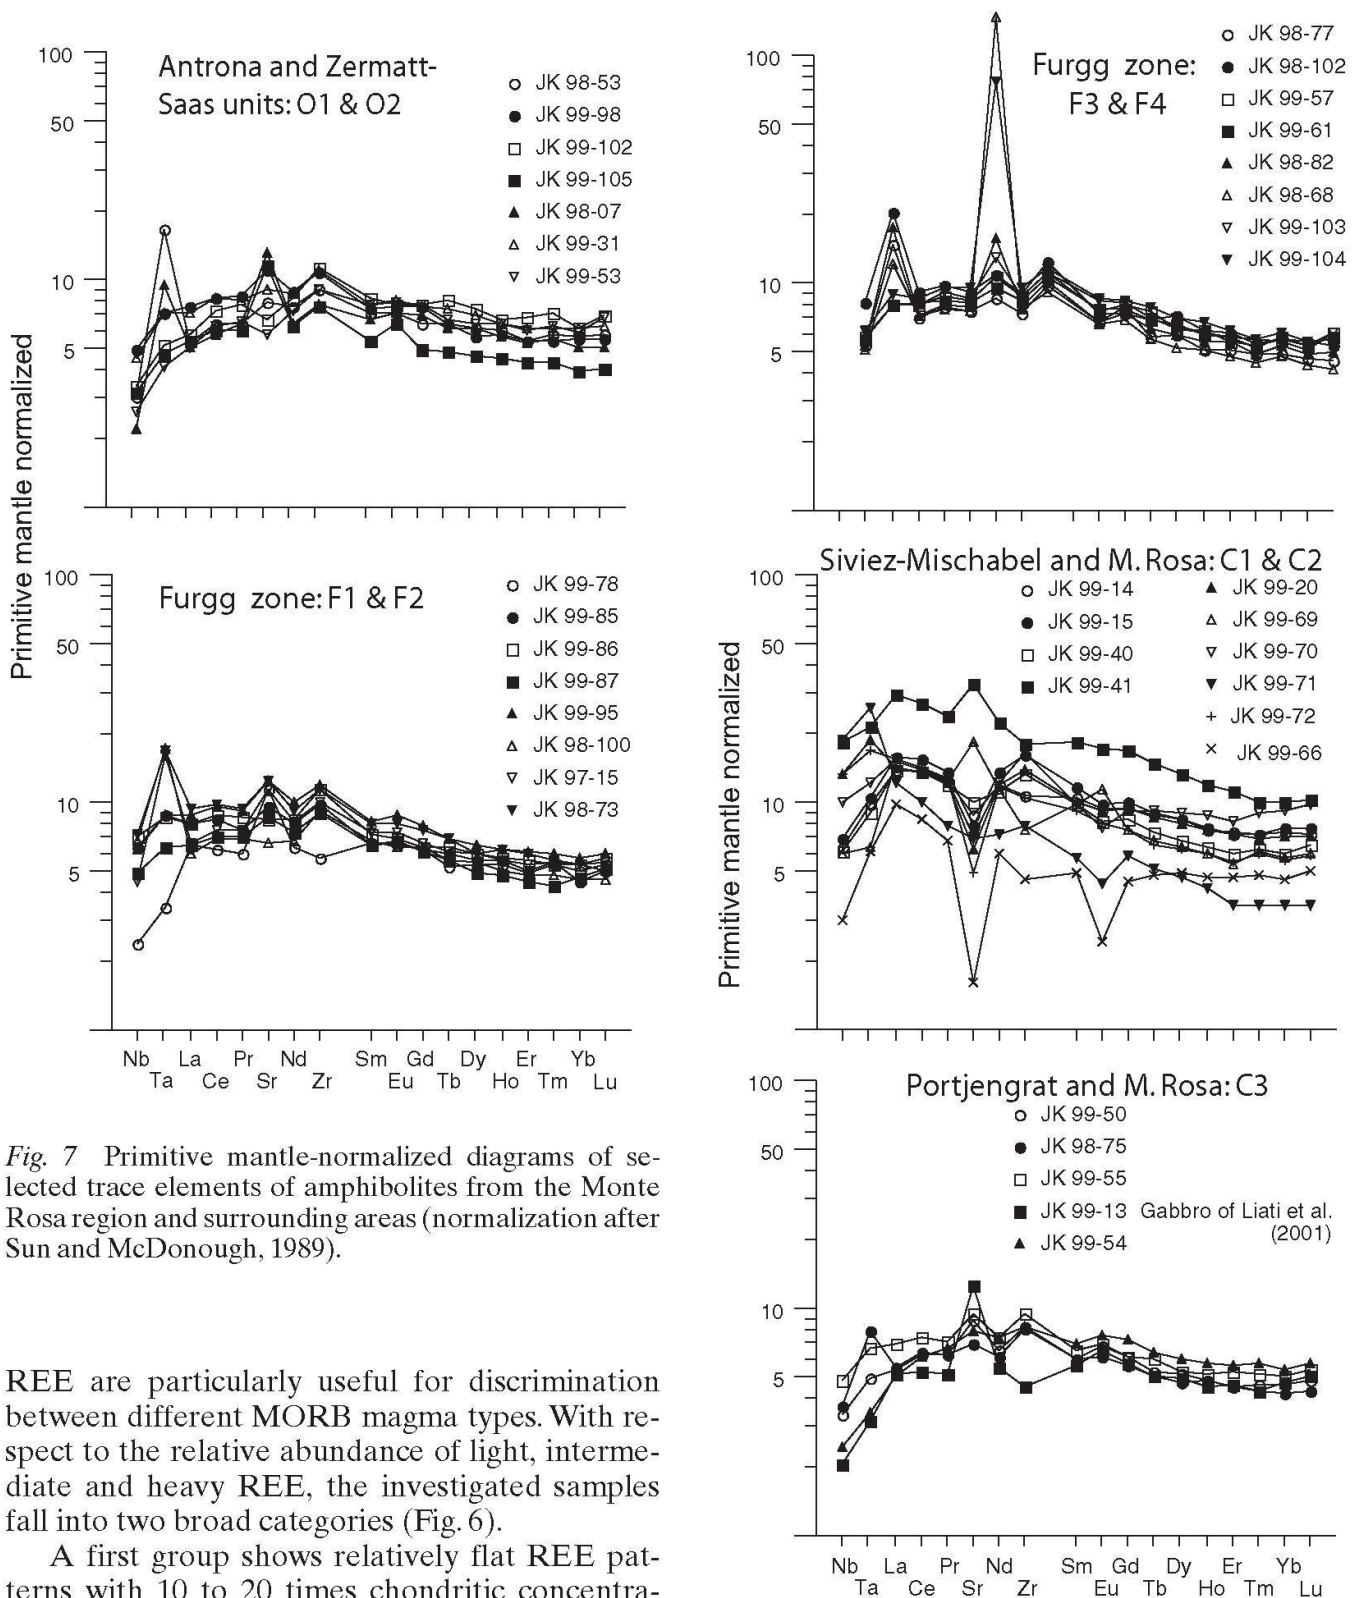 Primitive mantle normalized
Antrona and Zermatt-
Saas units: O1 & O2
100
50
10
5
JK 98-53
JK 99-98
JK 99-102
JK 99-105
JK 98-07
JK 99-31
JK 99-53
Furgg zone: F1 & F2
100
50
10
5
JK 99-78
JK 99-85
JK 99-86
JK 99-87
JK 99-95
JK 98-100
JK 97-15
JK 98-73
Nb La Pr Nd Sm Gd Dy Er Yb
Ta Ce Sr Zr Eu Tb Ho Tm Lu
Fig. 7 Primitive mantle-normalized diagrams of se-
lected trace elements of amphibolites from the Monte
Rosa region and surrounding areas (normalization after
Sun and McDonough, 1989).
REE are particularly useful for discrimination
between different MORB magma types. With re-
spect to the relative abundance of light, interme-
diate and heavy REE, the investigated samples
fall into two broad categories (Fig. 6).
A first group shows relatively flat REE pat-
terns with 10 to 20 times chondritic concentra-
Furgg zone:
F3 & F4
100
50
10
5
JK 98-77
JK 98-102
JK 99-57
JK 99-61
JK 98-82
JK 98-68
JK 99-103
JK 99-104
Primitive mantle normalized
Siviez-Mischabel and M. Rosa: C1 & C2
100
50
10
5
JK 99-14
JK 99-15
JK 99-40
JK 99-41
JK 99-20
JK 99-69
JK 99-70
JK 99-71
JK 99-72
JK 99-66
Portjengrat and M. Rosa: C3
100
50
10
5
JK 99-50
JK 98-75
JK 99-55
JK 99-13 Gabbro of Liati et al.
(2001)
JK 99-54
Nb La Pr Nd Sm Gd Dy Er Yb
Ta Ce Sr Zr Eu Tb Ho Tm Lu